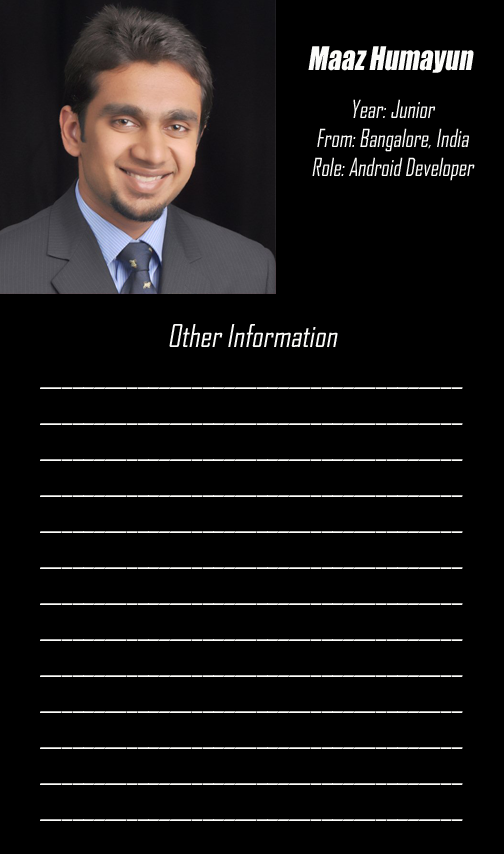 Maaz Humayun
Year: Junior
From: Bangalore, India
Role: Android Developer
Other Information